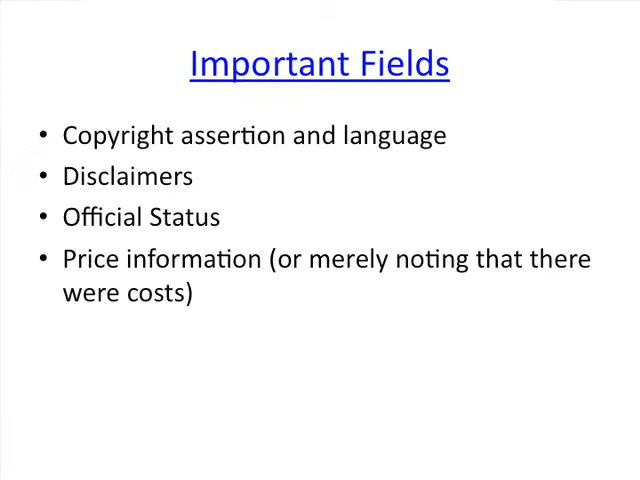 Important Fields
• Copyright assertion and language
• Disclaimers
• Official Status
• Price information (or merely noting that there
were costs)